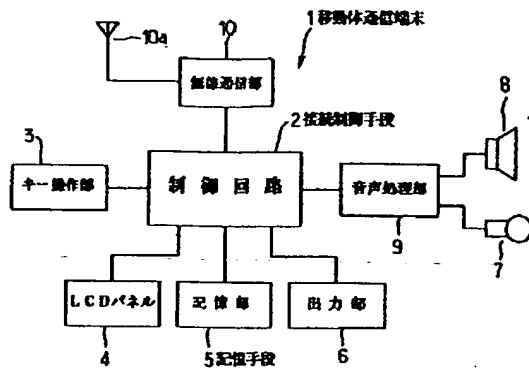 10a
10
1 移動体通信端末
無線通信部
8
3
2 接続制御手段
キー操作部
制御回路
音声処理部
9
7
LCDパネル
記憶部
出力部
4
5 記憶手段
6